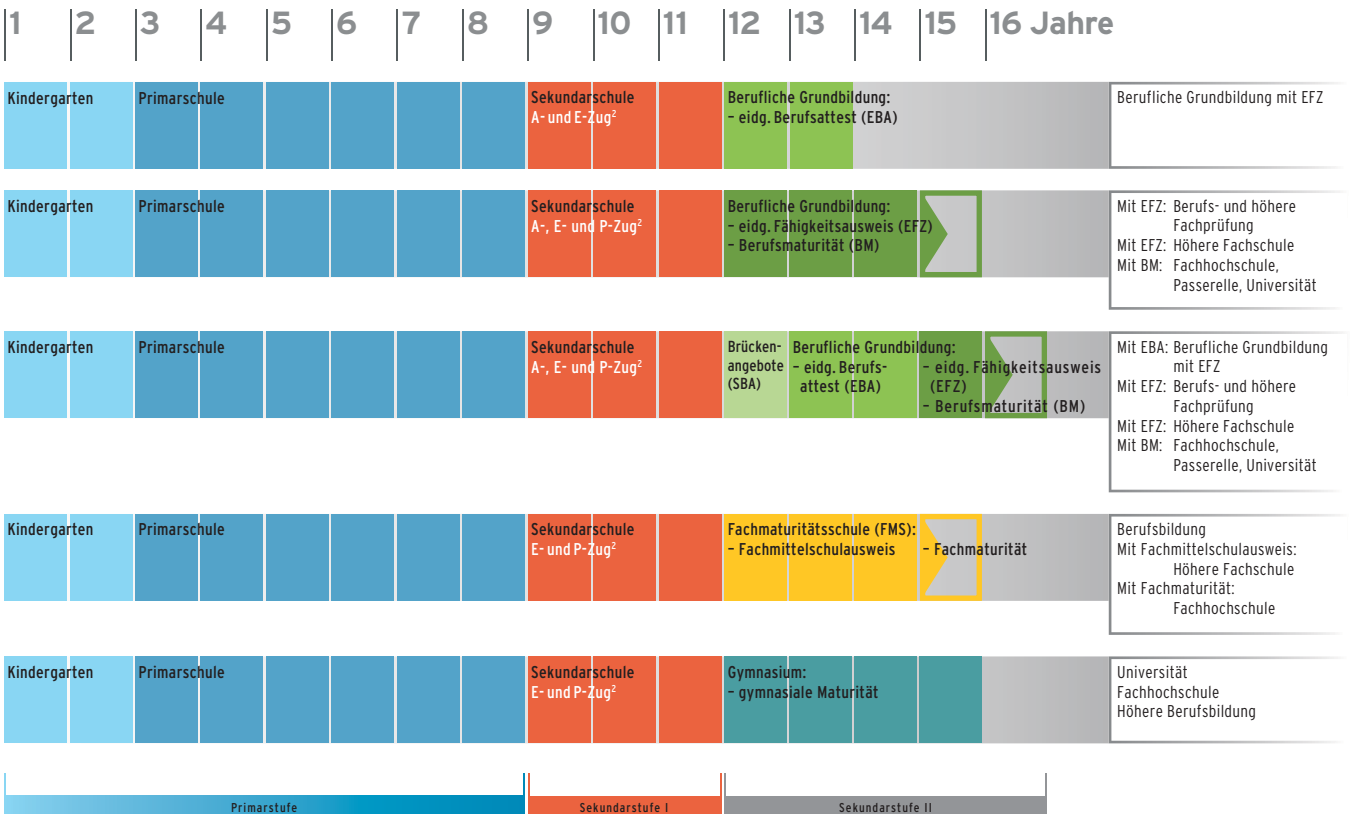 1 2 3 4 5 6 7 8 9 10 11 12 13 14 15 16 Jahre
Kindergarten
Primarschule
Sekundarschule
A- und E-Zug²
Berufliche Grundbildung:
– eidg. Berufsattest (EBA)
Berufliche Grundbildung mit EFZ
Kindergarten
Primarschule
Sekundarschule
A-, E- und P-Zug²
Berufliche Grundbildung:
– eidg. Fähigkeitsausweis (EFZ)
– Berufsmaturität (BM)
Mit EFZ: Berufs- und höhere
Fachprüfung
Mit EFZ: Höhere Fachschule
Mit BM: Fachhochschule,
Passerelle, Universität
Kindergarten
Primarschule
Sekundarschule
A-, E- und P-Zug²
Brücken-
angebote
(SBA)
Berufliche Grundbildung:
– eidg. Berufs-
attest (EBA)
– eidg. Fähigkeitsausweis
(EFZ)
– Berufsmaturität (BM)
Mit EBA: Berufliche Grundbildung
mit EFZ
Mit EFZ: Berufs- und höhere
Fachprüfung
Mit EFZ: Höhere Fachschule
Mit BM: Fachhochschule,
Passerelle, Universität
Kindergarten
Primarschule
Sekundarschule
E- und P-Zug²
Fachmaturitätsschule (FMS):
– Fachmittelschulausweis
– Fachmaturität
Berufsbildung
Mit Fachmittelschulausweis:
Höhere Fachschule
Mit Fachmaturität:
Fachhochschule
Kindergarten
Primarschule
Sekundarschule
E- und P-Zug²
Gymnasium:
– gymnasiale Maturität
Universität
Fachhochschule
Höhere Berufsbildung
Primarstufe
Sekundarstufe I
Sekundarstufe II